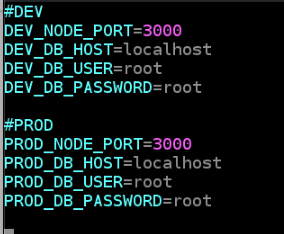 #DEV
DEV_NODE_PORT=3000
DEV_DB_HOST=localhost
DEV_DB_USER=root
DEV_DB_PASSWORD=root

#PROD
PROD_NODE_PORT=3000
PROD_DB_HOST=localhost
PROD_DB_USER=root
PROD_DB_PASSWORD=root